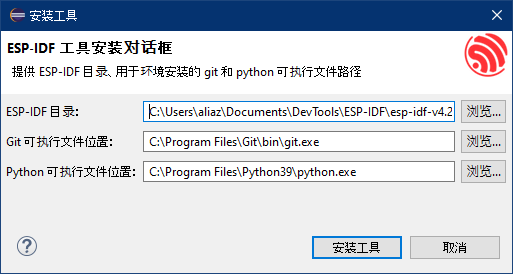 安装工具
ESP-IDF 工具安装对话框
提供 ESP-IDF 目录、用于环境安装的 git 和 python 可执行文件路径
ESP-IDF 目录: C:\Users\aliaz\Documents\DevTools\ESP-IDF\esp-idf-v4.2 浏览...
Git 可执行文件位置: C:\Program Files\Git\bin\git.exe 浏览...
Python 可执行文件位置: C:\Program Files\Python39\python.exe 浏览...
? 安装工具 取消